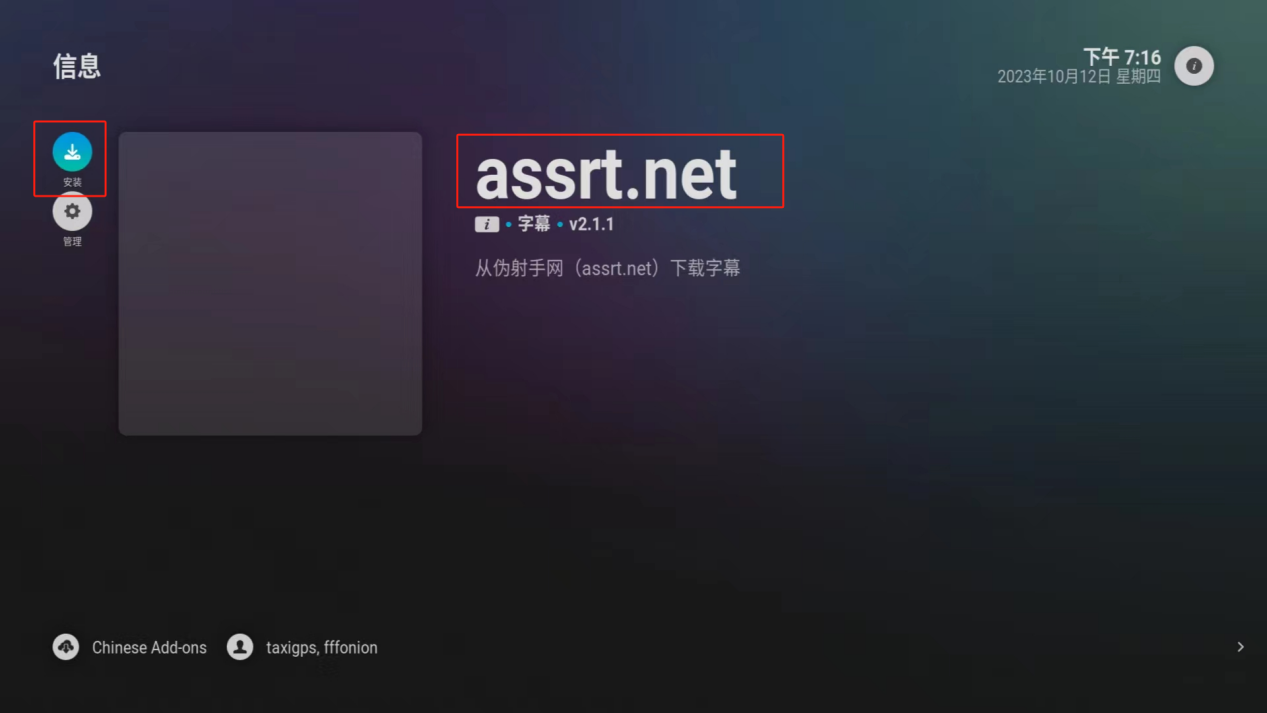 信息
下午 7:16
2023年10月12日 星期四
安装
管理
assrt.net
i • 字幕 • v2.1.1
从伪射手网（assrt.net）下载字幕
Chinese Add-ons
taxigps, fffonion